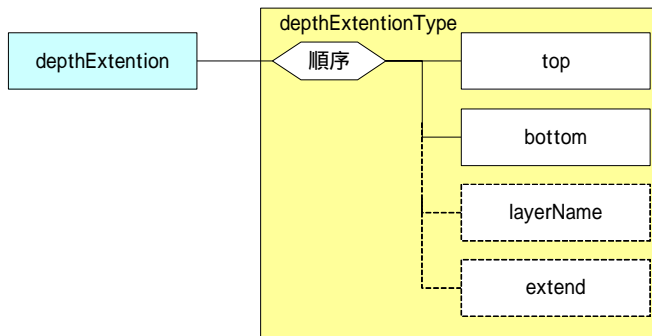 depthExtentionType
depthExtention
順序
top
bottom
layerName
extend